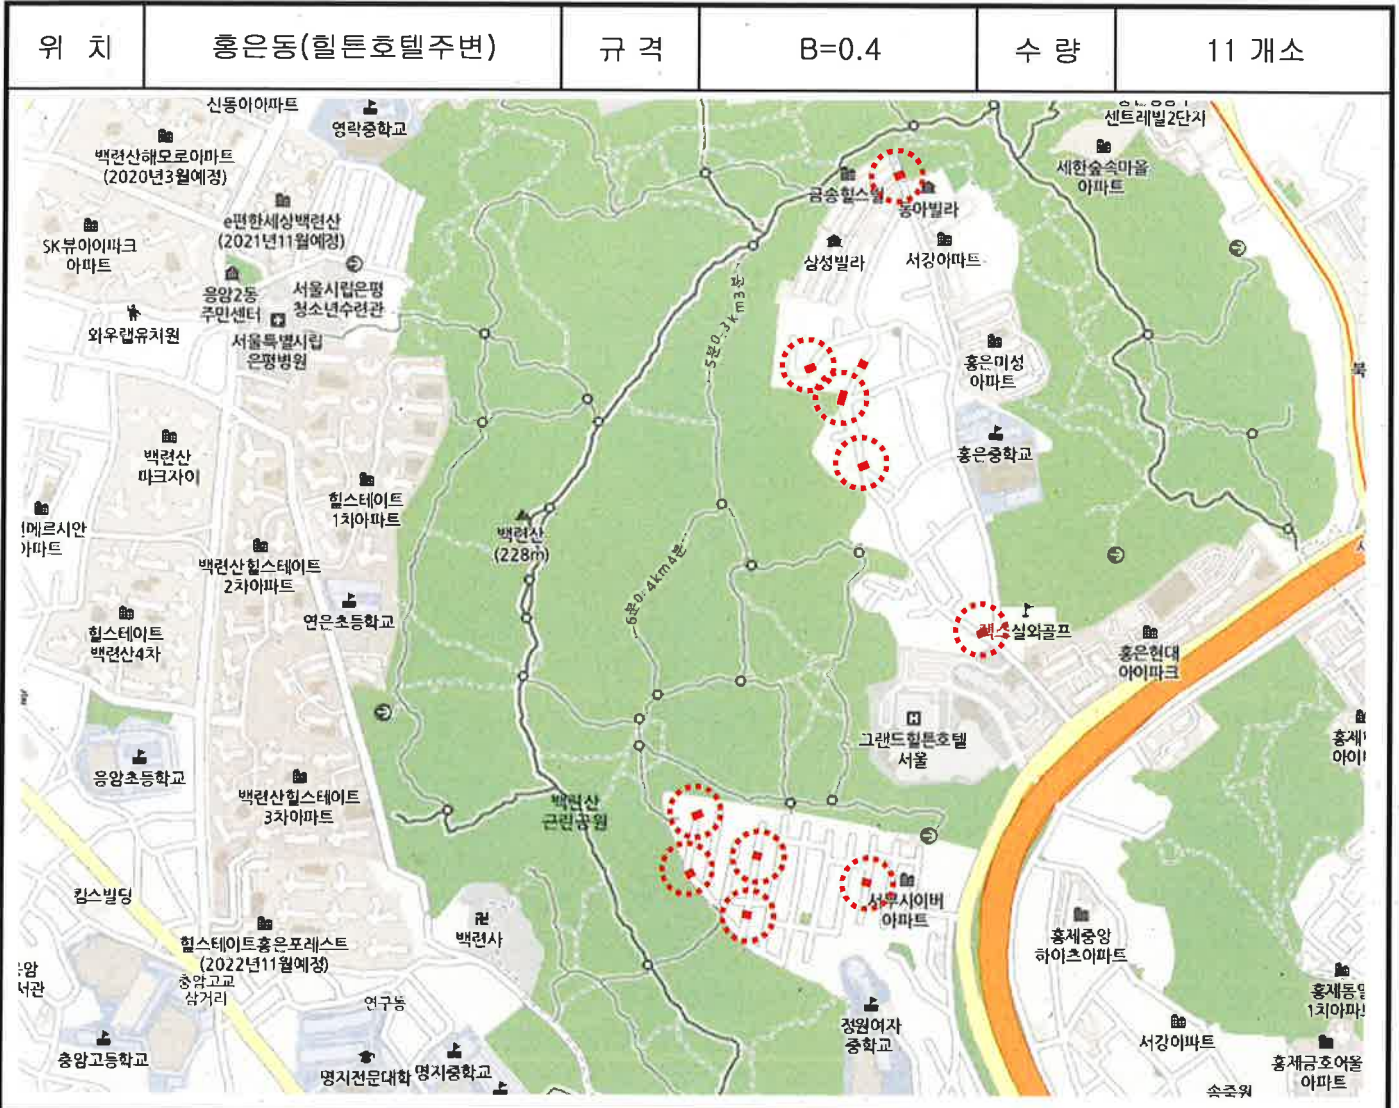 위 치
홍은동(힐튼호텔주변)
규 격
B=0.4
수 량
11 개소
신동아아파트
영락중학교
센트레빌2단지
백련산해모로아파트
(2020년3월예정)
세한숲속마을
아파트
금송힐스빌
동아빌라
e편한세상백련산
(2021년11월예정)
SK뷰아이파크
아파트
삼성빌라
서강아파트
응암2동
주민센터
서울시립은평
청소년수련관
와우랩유치원
서울특별시립
은평병원
5분0.3km3분
홍은미성
아파트
북
백련산
파크자이
홍은중학교
힐스테이트
1차아파트
백련산
(228m)
백련산힐스테이트
2차아파트
6분0.4km4분
연은초등학교
힐스테이트
백련산4차
렉스실외골프
홍은현대
아이파크
그랜드힐튼호텔
서울
응암초등학교
백련산힐스테이트
3차아파트
백련산
근린공원
킴스빌딩
서부시이버
아파트
백련사
힐스테이트홍은포레스트
(2022년11월예정)
홍제중앙
하이츠아파트
충암고교
삼거리
연구동
정원여자
중학교
서강아파트
충암고등학교
명지전문대학
명지중학교
홍제금호어울
아파트
송죽원